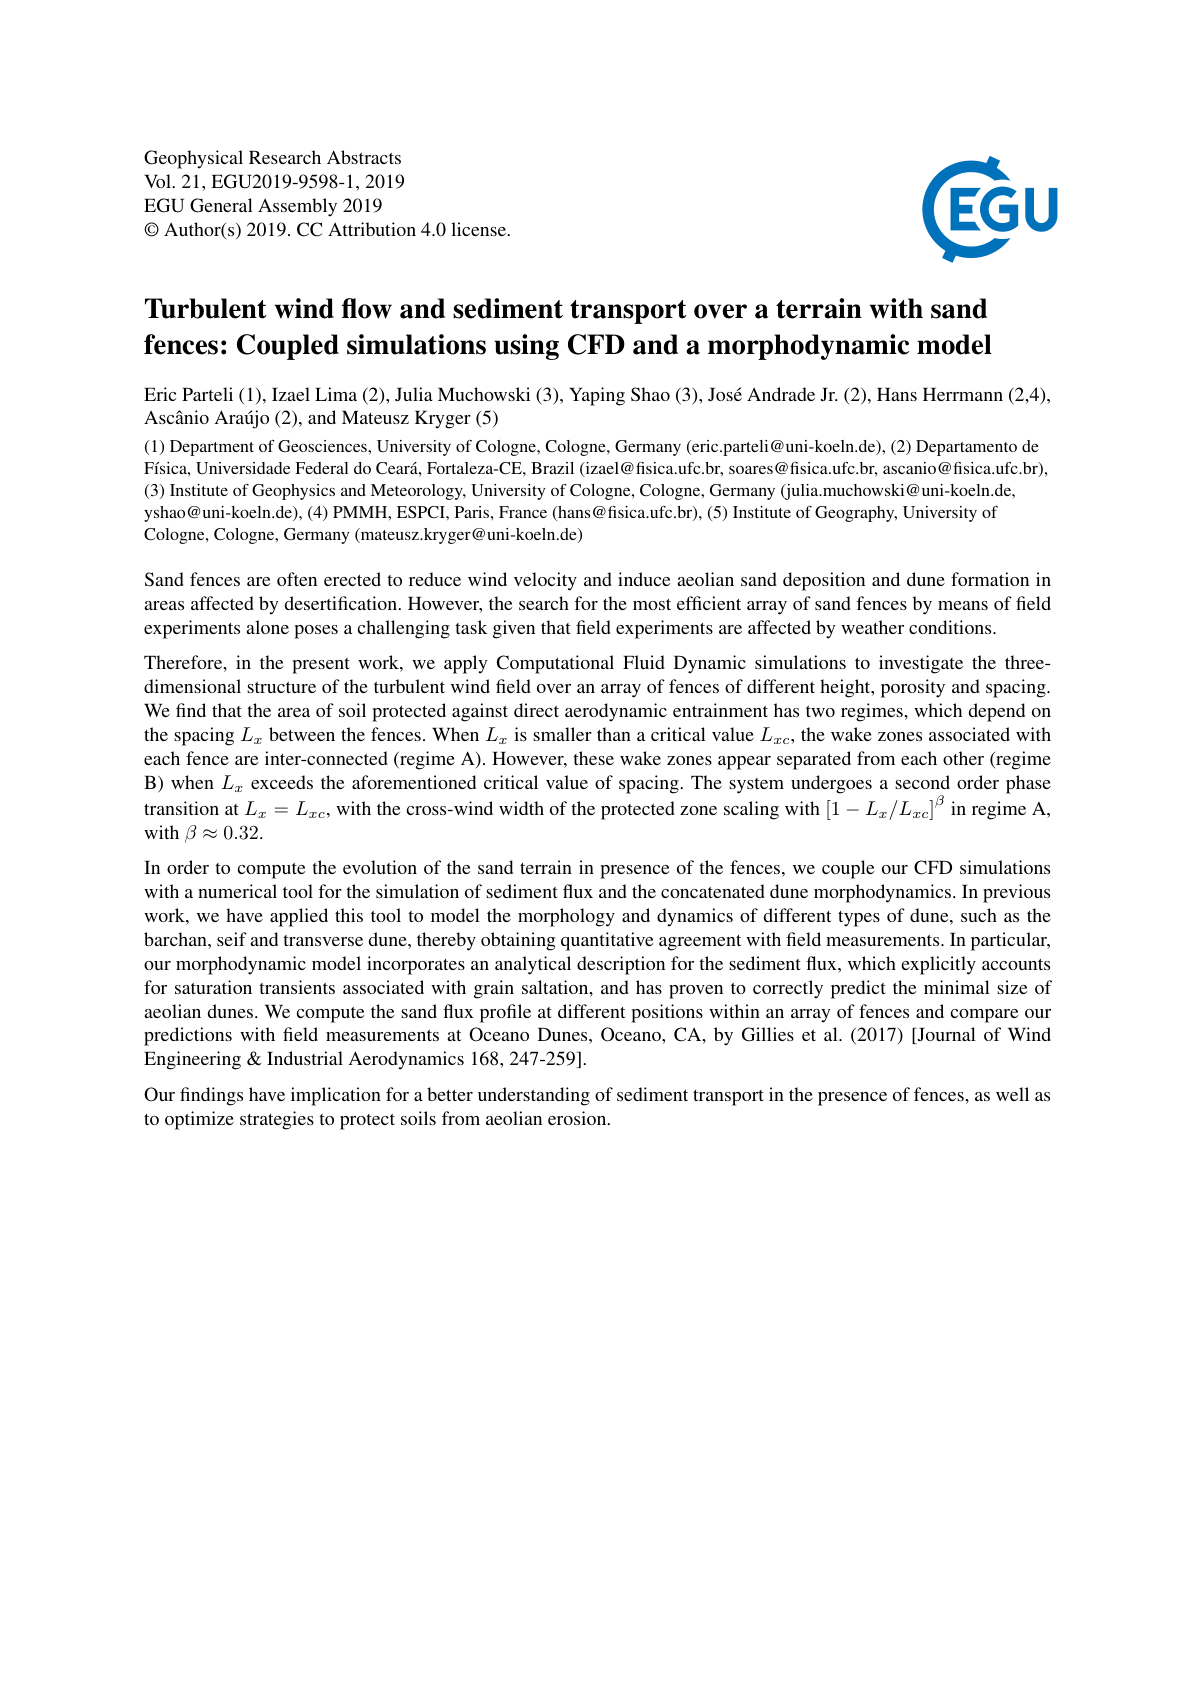 Geophysical Research Abstracts
Vol. 21, EGU2019-9598-1, 2019
EGU General Assembly 2019
© Author(s) 2019. CC Attribution 4.0 license.
EGU
Turbulent wind flow and sediment transport over a terrain with sand
fences: Coupled simulations using CFD and a morphodynamic model
Eric Parteli (1), Izael Lima (2), Julia Muchowski (3), Yaping Shao (3), José Andrade Jr. (2), Hans Herrmann (2,4),
Ascânio Araújo (2), and Mateusz Kryger (5)
(1) Department of Geosciences, University of Cologne, Cologne, Germany (eric.parteli@uni-koeln.de), (2) Departamento de
Física, Universidade Federal do Ceará, Fortaleza-CE, Brazil (izael@fisica.ufc.br, soares@fisica.ufc.br, ascanio@fisica.ufc.br),
(3) Institute of Geophysics and Meteorology, University of Cologne, Cologne, Germany (julia.muchowski@uni-koeln.de,
yshao@uni-koeln.de), (4) PMMH, ESPCI, Paris, France (hans@fisica.ufc.br), (5) Institute of Geography, University of
Cologne, Cologne, Germany (mateusz.kryger@uni-koeln.de)
Sand fences are often erected to reduce wind velocity and induce aeolian sand deposition and dune formation in
areas affected by desertification. However, the search for the most efficient array of sand fences by means of field
experiments alone poses a challenging task given that field experiments are affected by weather conditions.
Therefore, in the present work, we apply Computational Fluid Dynamic simulations to investigate the three-
dimensional structure of the turbulent wind field over an array of fences of different height, porosity and spacing.
We find that the area of soil protected against direct aerodynamic entrainment has two regimes, which depend on
the spacing $L_x$ between the fences. When $L_x$ is smaller than a critical value $L_{xc}$, the wake zones associated with
each fence are inter-connected (regime A). However, these wake zones appear separated from each other (regime
B) when $L_x$ exceeds the aforementioned critical value of spacing. The system undergoes a second order phase
transition at $L_x = L_{xc}$, with the cross-wind width of the protected zone scaling with $[1 - L_x/L_{xc}]^\beta$ in regime A,
with $\beta \approx 0.32$.
In order to compute the evolution of the sand terrain in presence of the fences, we couple our CFD simulations
with a numerical tool for the simulation of sediment flux and the concatenated dune morphodynamics. In previous
work, we have applied this tool to model the morphology and dynamics of different types of dune, such as the
barchan, seif and transverse dune, thereby obtaining quantitative agreement with field measurements. In particular,
our morphodynamic model incorporates an analytical description for the sediment flux, which explicitly accounts
for saturation transients associated with grain saltation, and has proven to correctly predict the minimal size of
aeolian dunes. We compute the sand flux profile at different positions within an array of fences and compare our
predictions with field measurements at Oceano Dunes, Oceano, CA, by Gillies et al. (2017) [Journal of Wind
Engineering & Industrial Aerodynamics 168, 247-259].
Our findings have implication for a better understanding of sediment transport in the presence of fences, as well as
to optimize strategies to protect soils from aeolian erosion.